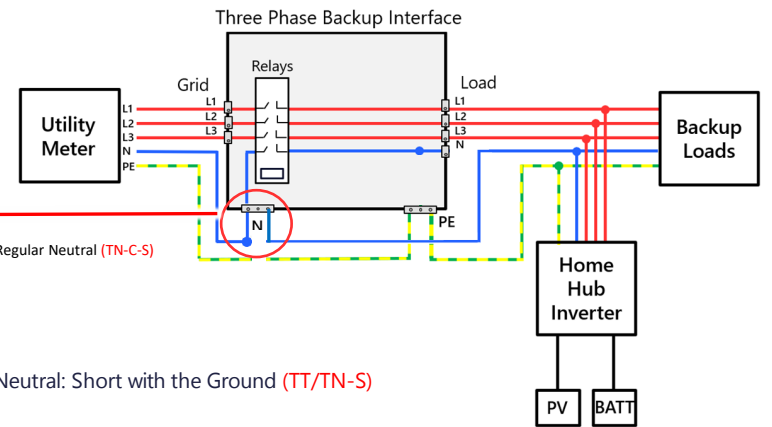 Three Phase Backup Interface
Relays
Grid
Load
L1
L2
L3
L1
L2
L3
N
Utility
Meter
L1
L2
L3
N
PE
Backup
Loads
N
PE
Regular Neutral (TN-C-S)
Home
Hub
Inverter
Neutral: Short with the Ground (TT/TN-S)
PV
BATT